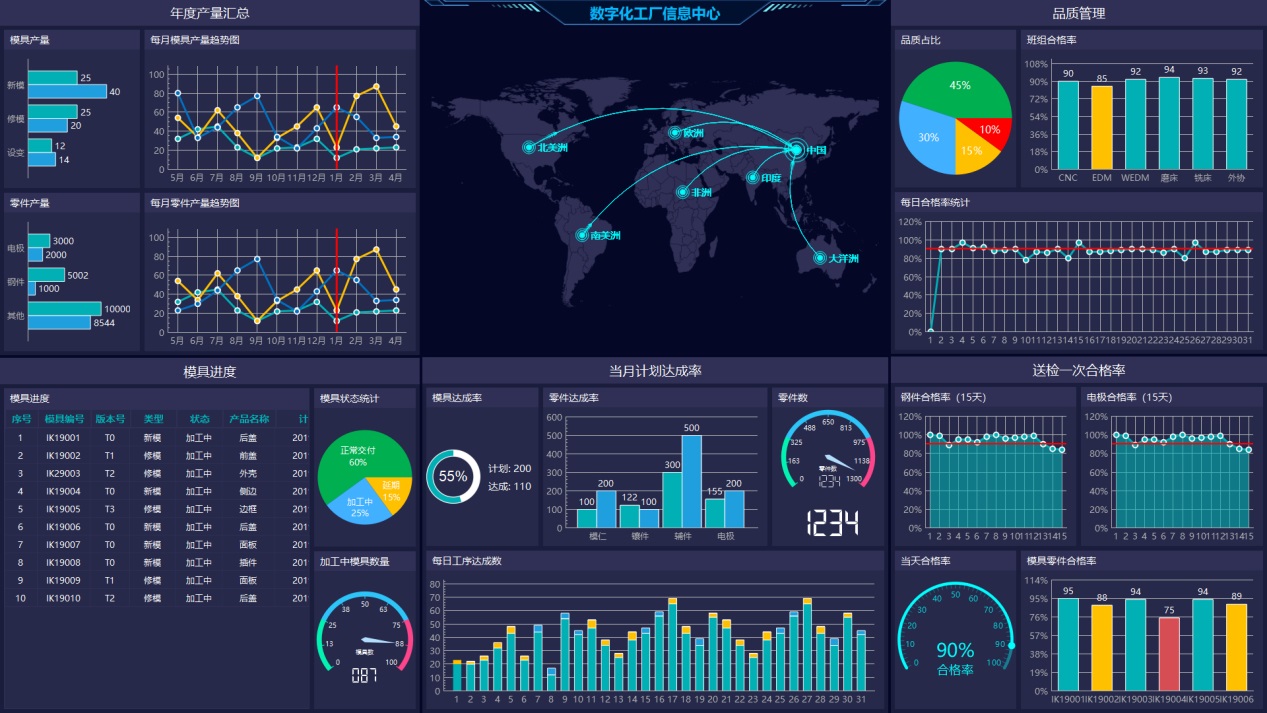 年度产量汇总
模具产量
新模 25 40
修模 25 20
设变 12 14
每月模具产量趋势图
100
80
60
40
20
0
5月 6月 7月 8月 9月 10月 11月 12月 1月 2月 3月 4月
零件产量
电极 3000 2000
钢件 5002 1000
其他 10000 8544
每月零件产量趋势图
100
80
60
40
20
0
5月 6月 7月 8月 9月 10月 11月 12月 1月 2月 3月 4月
数字化工厂信息中心
北美洲
欧洲
中国
印度
非洲
南美洲
大洋洲
品质管理
品质占比
45%
10%
15%
30%
班组合格率
108%
90%
72%
54%
36%
18%
0%
90 85 92 94 93 92
CNC EDM WEDM 磨床 铣床 外协
每日合格率统计
120%
100%
80%
60%
40%
20%
0%
1 2 3 4 5 6 7 8 9 10 11 12 13 14 15 16 17 18 19 20 21 22 23 24 25 26 27 28 29 30 31
模具进度
模具进度
序号 模具编号 版本号 类型 状态 产品名称 计
1 IK19001 T0 新模 加工中 后盖 201
2 IK19002 T1 修模 加工中 前盖 201
3 IK29003 T2 修模 加工中 外壳 201
4 IK19004 T0 新模 加工中 侧边 201
5 IK19005 T3 修模 加工中 边框 201
6 IK19006 T0 新模 加工中 后盖 201
7 IK19007 T0 新模 加工中 面板 201
8 IK19008 T0 新模 加工中 插件 201
9 IK19009 T1 修模 加工中 面板 201
10 IK19010 T2 修模 加工中 后盖 201
模具状态统计
正常交付
60%
延期
15%
加工中
25%
加工中模具数量
0 13 25 38 50 63 75 88 100
模具数
087
当月计划达成率
模具达成率
55%
计划: 200
达成: 110
零件达成率
600
500
400
300
200
100
0
100 200 122 100 300 500 155 200
模仁 镶件 辅件 电极
零件数
0 163 325 488 650 813 975 1138 1300
零件数
1234
1234
每日工序达成数
80
70
60
50
40
30
20
10
0
1 2 3 4 5 6 7 8 9 10 11 12 13 14 15 16 17 18 19 20 21 22 23 24 25 26 27 28 29 30 31
送检一次合格率
钢件合格率（15天）
120%
100%
80%
60%
40%
20%
0%
1 2 3 4 5 6 7 8 9 10 11 12 13 14 15
电极合格率（15天）
120%
100%
80%
60%
40%
20%
0%
1 2 3 4 5 6 7 8 9 10 11 12 13 14 15
当天合格率
0 10 20 30 40 50 60 70 80 90 100
90%
合格率
模具零件合格率
114%
95%
76%
57%
38%
19%
0%
95 88 94 75 94 89
IK19001 IK19002 IK19003 IK19004 IK19005 IK19006